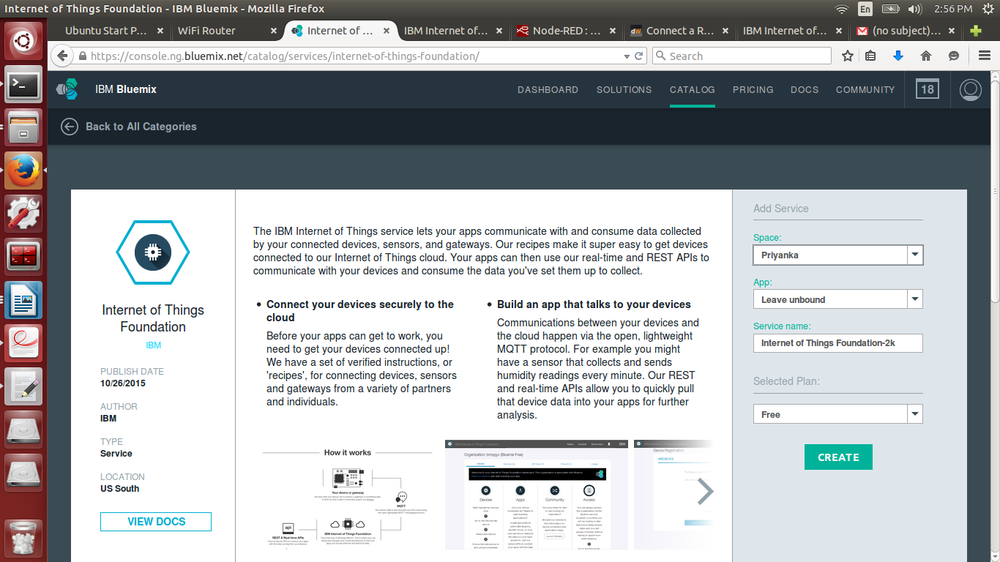 Internet of Things Foundation - IBM Bluemix - Mozilla Firefox
En
2:56 PM
Ubuntu Start P...
WiFi Router
Internet of ...
IBM Internet of...
Node-RED : ...
Connect a R...
IBM Internet of...
(no subject)...
https://console.ng.bluemix.net/catalog/services/internet-of-things-foundation/
Search
IBM Bluemix
DASHBOARD
SOLUTIONS
CATALOG
PRICING
DOCS
COMMUNITY
18
Back to All Categories
Internet of Things
Foundation
IBM
PUBLISH DATE
10/26/2015
AUTHOR
IBM
TYPE
Service
LOCATION
US South
VIEW DOCS
The IBM Internet of Things service lets your apps communicate with and consume data collected
by your connected devices, sensors, and gateways. Our recipes make it super easy to get devices
connected to our Internet of Things cloud. Your apps can then use our real-time and REST APIs to
communicate with your devices and consume the data you've set them up to collect.
Connect your devices securely to the
cloud
Before your apps can get to work, you
need to get your devices connected up!
We have a set of verified instructions, or
'recipes', for connecting devices, sensors
and gateways from a variety of partners
and individuals.
Build an app that talks to your devices
Communications between your devices and
the cloud happen via the open, lightweight
MQTT protocol. For example you might
have a sensor that collects and sends
humidity readings every minute. Our REST
and real-time APIs allow you to quickly pull
that device data into your apps for further
analysis.
How it works
Your device or gateway
MQTT
api
REST & Real-time APIs
IBM Internet of Things Foundation
Organization: bmqqyv (Bluemix Free)
Devices
Apps
Community
Access
Device Registration
Add Service
Space:
Priyanka
App:
Leave unbound
Service name:
Internet of Things Foundation-2k
Selected Plan:
Free
CREATE